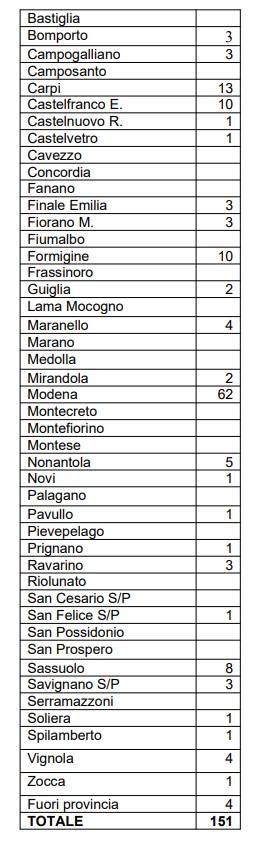 Bastiglia
Bomporto 3
Campogalliano 3
Camposanto
Carpi 13
Castelfranco E. 10
Castelnuovo R. 1
Castelvetro 1
Cavezzo
Concordia
Fanano
Finale Emilia 3
Fiorano M. 3
Fiumalbo
Formigine 10
Frassinoro
Guiglia 2
Lama Mocogno
Maranello 4
Marano
Medolla
Mirandola 2
Modena 62
Montecreto
Montefiorino
Montese
Nonantola 5
Novi 1
Palagano
Pavullo 1
Pievepelago
Prignano 1
Ravarino 3
Riolunato
San Cesario S/P
San Felice S/P 1
San Possidonio
San Prospero
Sassuolo 8
Savignano S/P 3
Serramazzoni
Soliera 1
Spilamberto 1
Vignola 4
Zocca 1
Fuori provincia 4
TOTALE 151